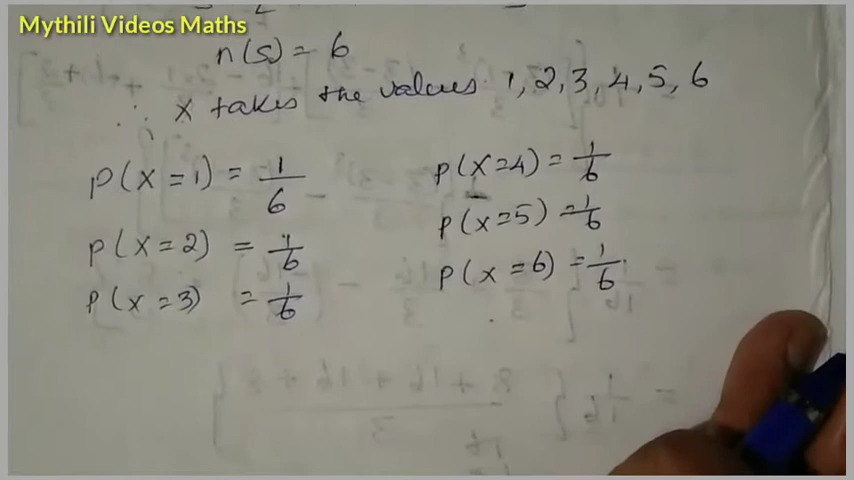 Mythili Videos Maths
n(s) = 6
∴ X takes the values 1, 2, 3, 4, 5, 6
P(X=1) = 1/6
P(X=2) = 1/6
P(X=3) = 1/6
P(X=4) = 1/6
P(X=5) = 1/6
P(X=6) = 1/6